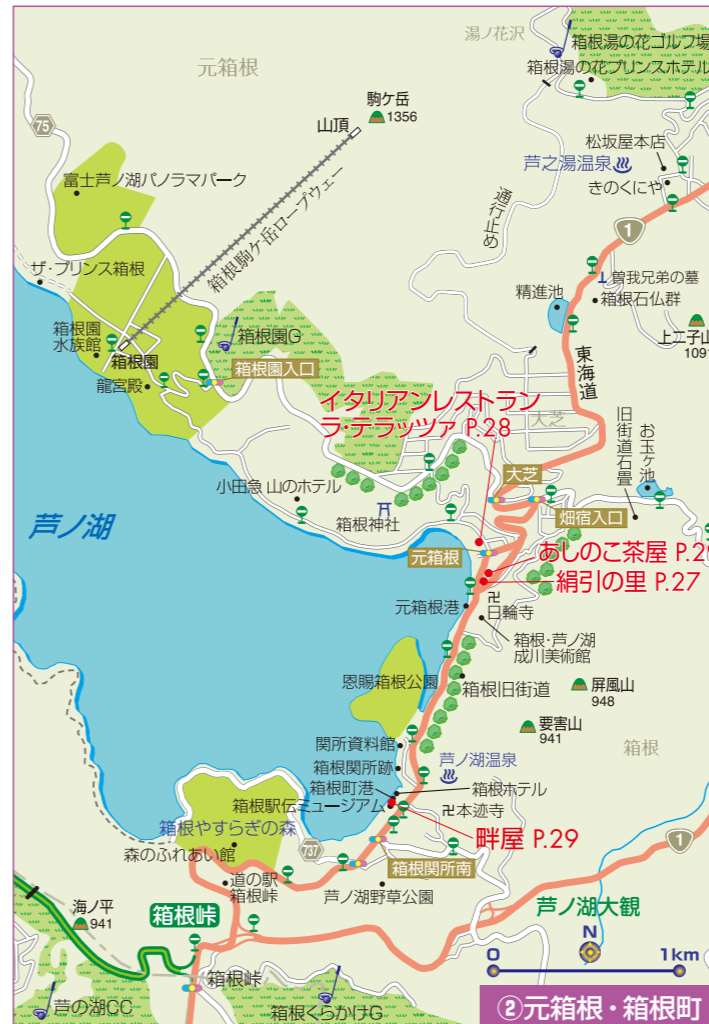 湯ノ花沢
箱根湯の花ゴルフ場
箱根湯の花プリンスホテル
元箱根
駒ケ岳
1356
山頂
75
松坂屋本店
芦之湯温泉
きのくにや
富士芦ノ湖パノラマパーク
箱根駒ケ岳ロープウェー
通行止め
1
曽我兄弟の墓
箱根石仏群
精進池
ザ・プリンス箱根
箱根園
水族館
箱根園
箱根園G
上二子山
1091
龍宮殿
箱根園入口
東海道
イタリアンレストラン
ラ・テラッツァ P.28
大芝
旧街道石畳
お玉ケ池
大芝
小田急 山のホテル
畑宿入口
箱根神社
芦ノ湖
元箱根
あしのこ茶屋 P.2
絹引の里 P.27
元箱根港
日輪寺
箱根・芦ノ湖
成川美術館
恩賜箱根公園
箱根旧街道
屏風山
948
要害山
941
箱根
関所資料館
箱根関所跡
芦ノ湖温泉
箱根町港
箱根ホテル
箱根駅伝ミュージアム
本迹寺
箱根やすらぎの森
畔屋 P.29
森のふれあい館
737
箱根関所南
1
道の駅
箱根峠
芦ノ湖野草公園
海ノ平
941
箱根峠
芦ノ湖大観
N
0
1km
箱根峠
芦の湖CC
箱根くらかけG
②元箱根・箱根町